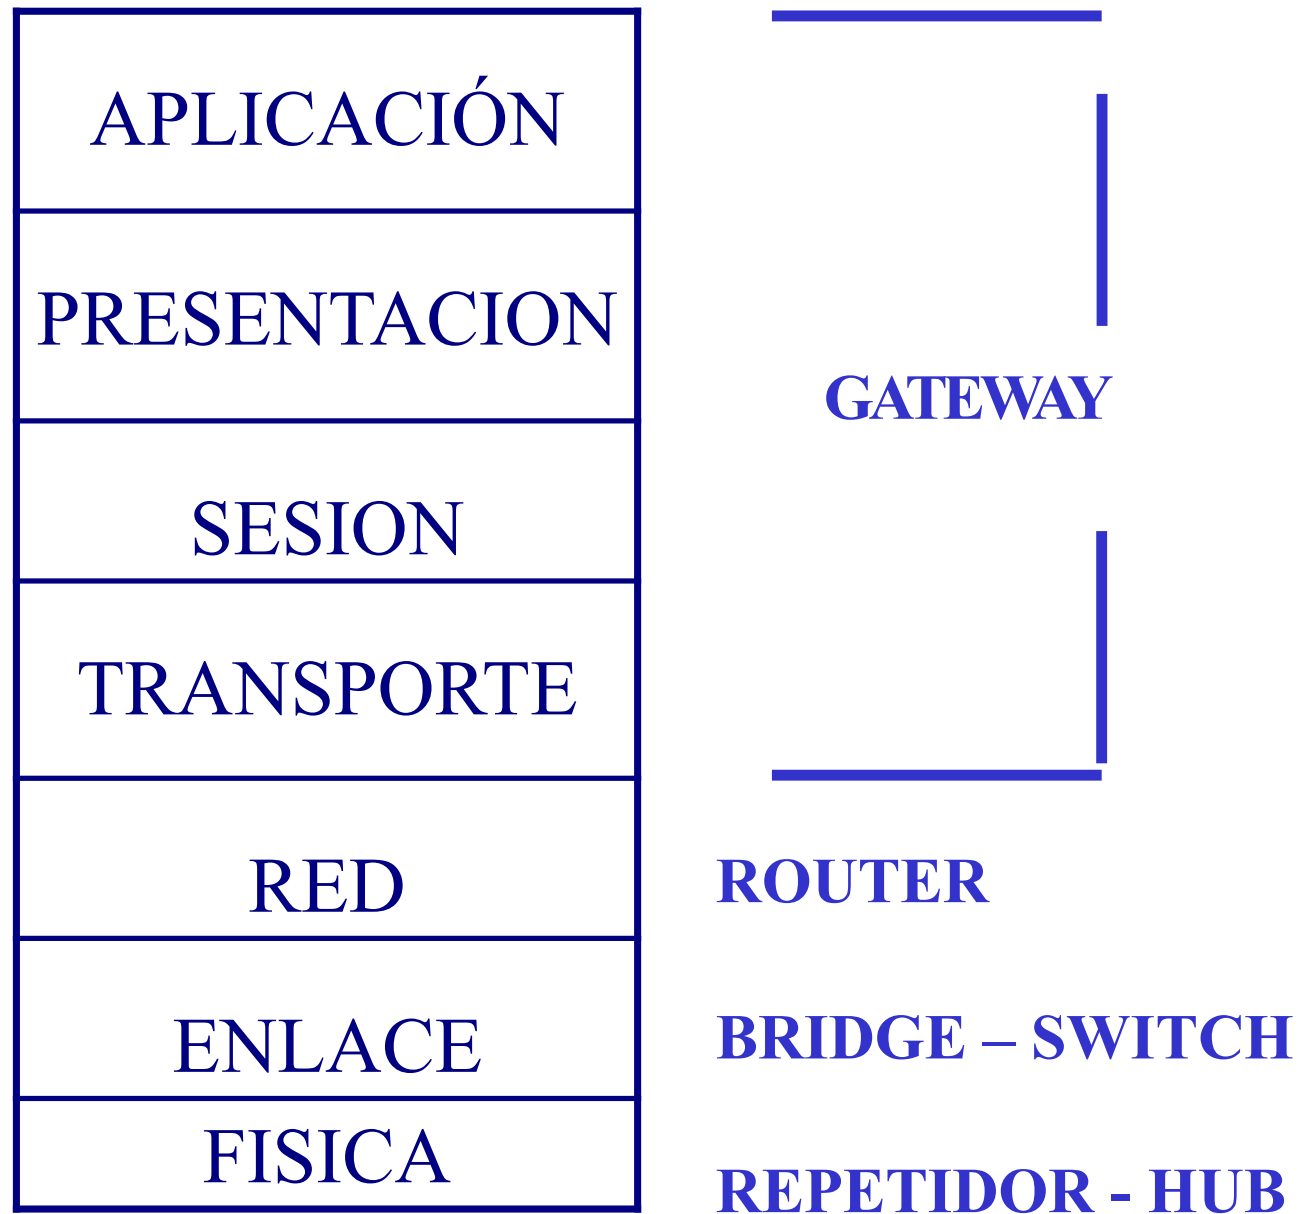 APLICACIÓN
PRESENTACION
GATEWAY
SESION
TRANSPORTE
RED
ROUTER
ENLACE
BRIDGE – SWITCH
FISICA
REPETIDOR - HUB